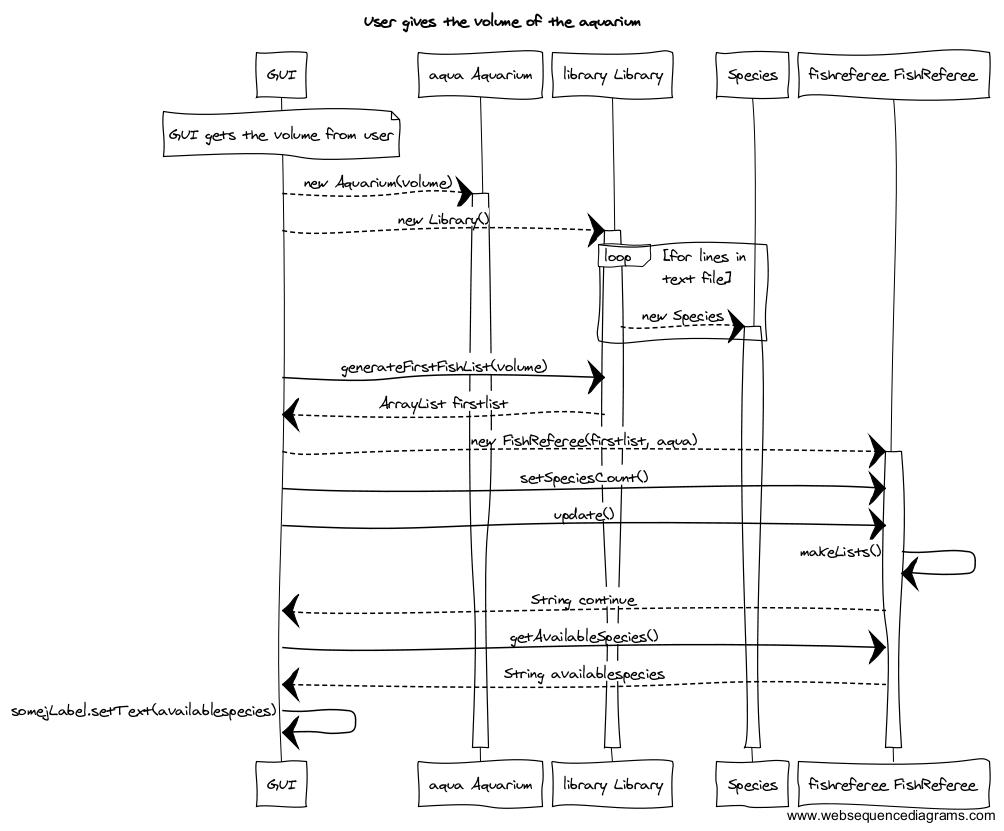 User gives the volume of the aquarium
GUI
aqua Aquarium
library Library
Species
fishreferee FishReferee
GUI gets the volume from user
new Aquarium(volume)
new Library()
loop
[for lines in
text file]
new Species
generateFirstFishList(volume)
ArrayList firstlist
new FishReferee(firstlist, aqua)
setSpeciesCount()
update()
makeLists()
String continue
getAvailableSpecies()
String availablespecies
somejLabel.setText(availablespecies)
GUI
aqua Aquarium
library Library
Species
fishreferee FishReferee
www.websequencediagrams.com